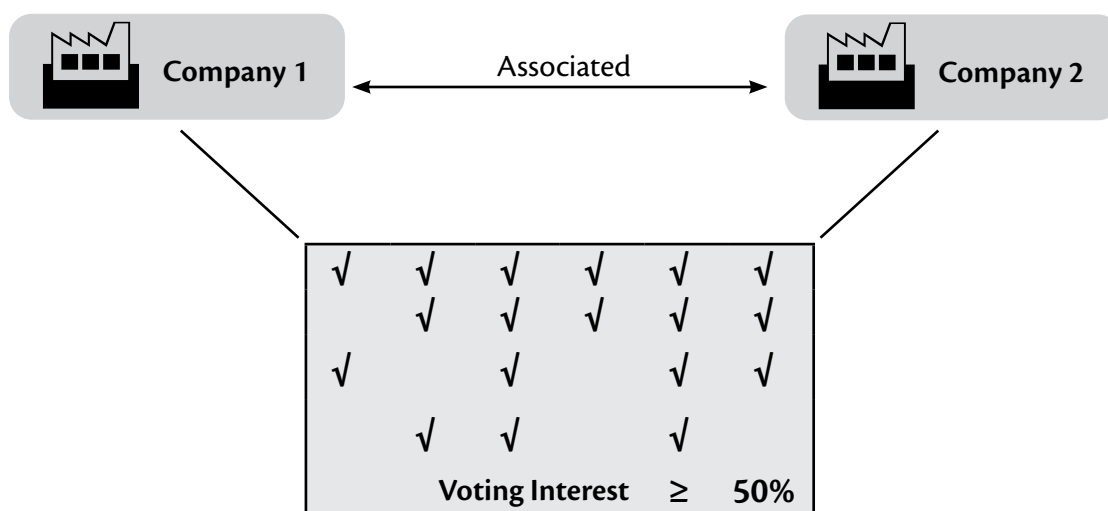 Company 1
Associated
Company 2
√ √ √ √ √ √
√ √ √ √ √
√ √ √ √
√ √ √
Voting Interest ≥ 50%